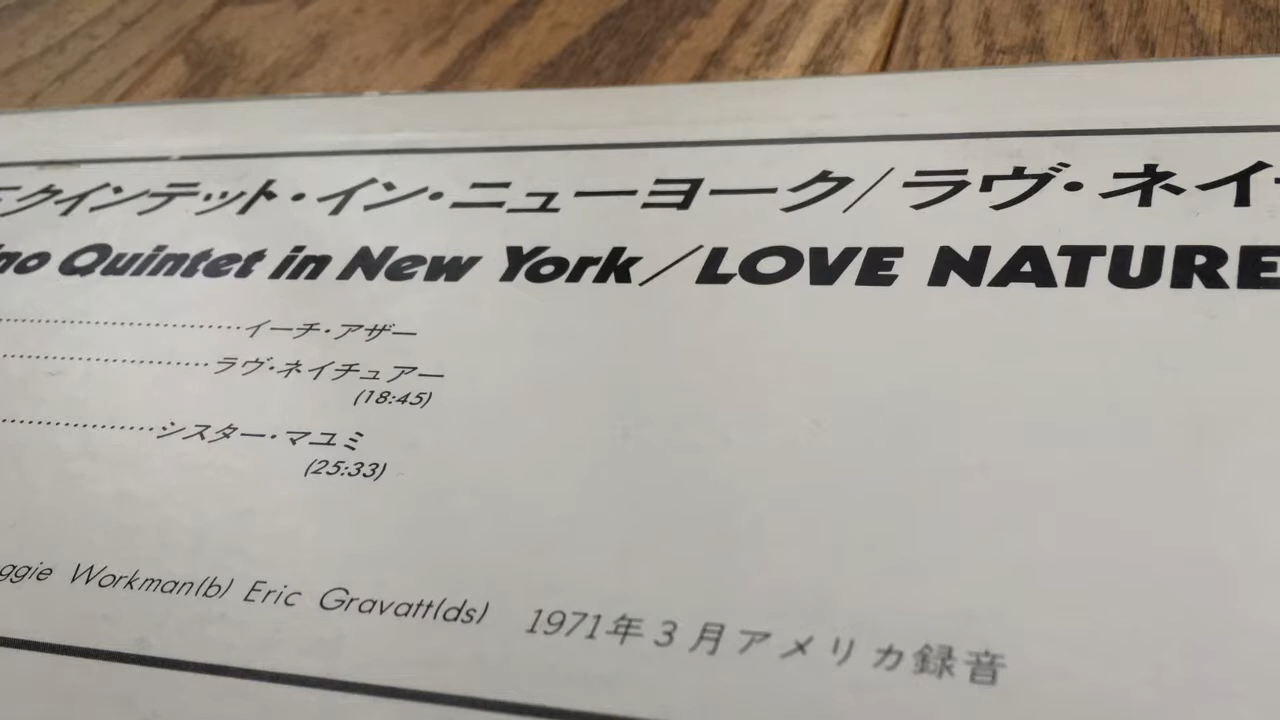 クインテット・イン・ニューヨーク/ラヴ・ネイ
no Quintet in New York/LOVE NATURE
イーチ・アザー
ラヴ・ネイチュアー
(18:45)
シスター・マユミ
(25:33)
ggie Workman(b) Eric Gravatt(ds) 1971年3月アメリカ録音